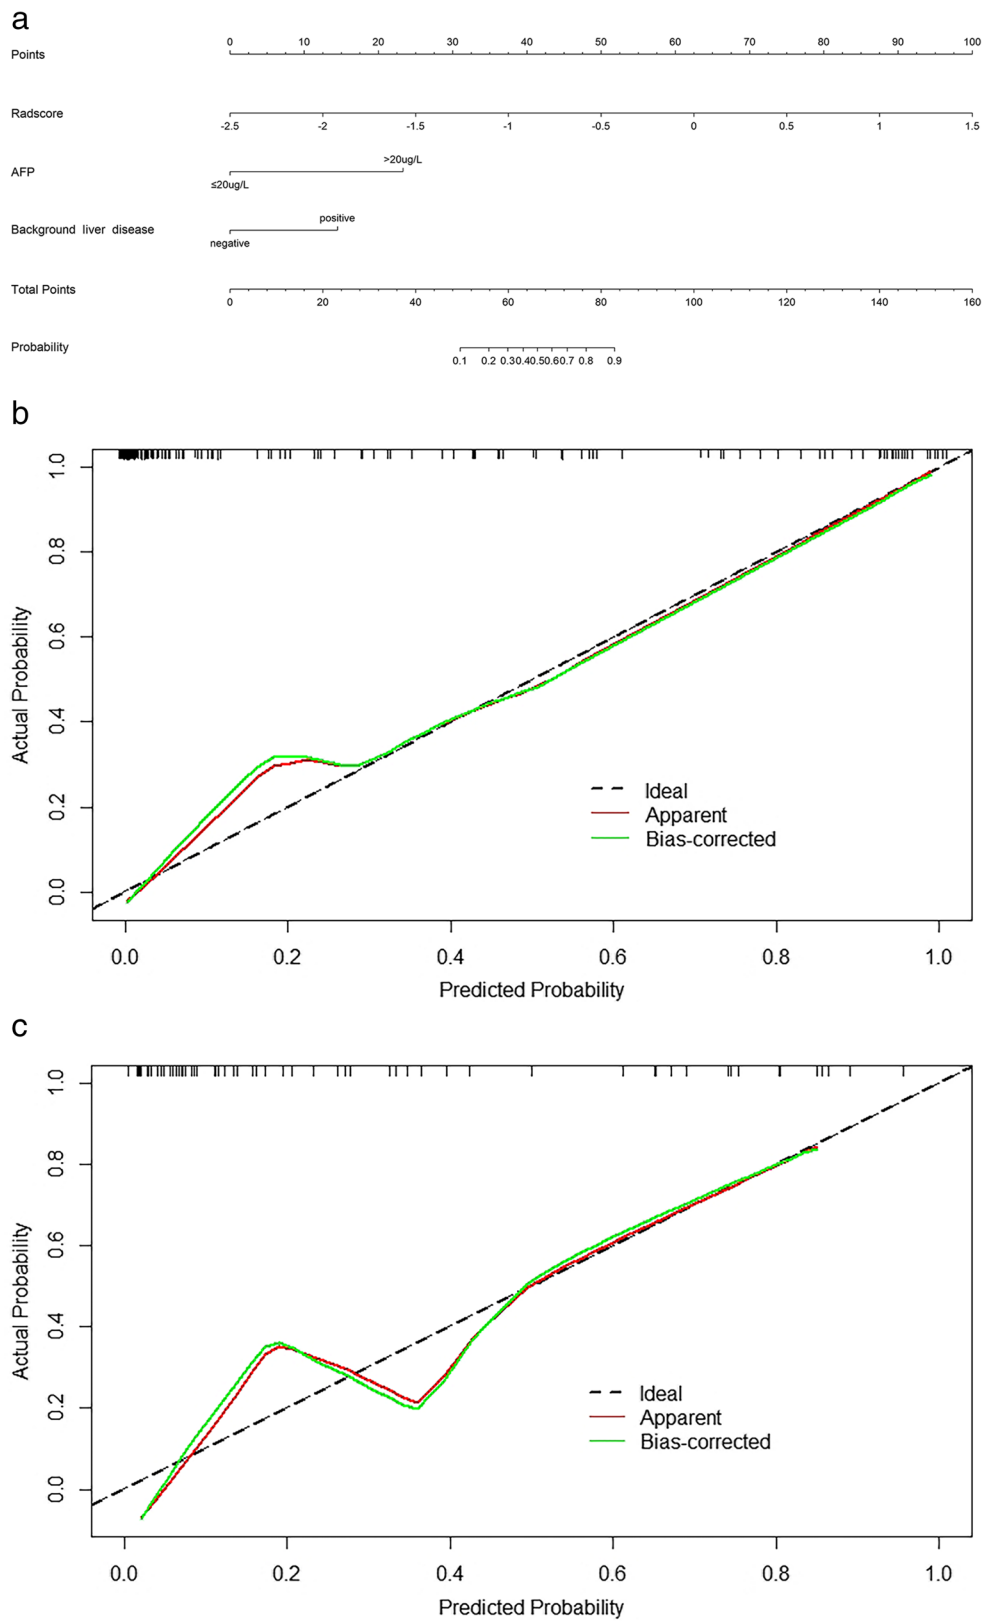 a
Points 0 10 20 30 40 50 60 70 80 90 100
Radscore -2.5 -2 -1.5 -1 -0.5 0 0.5 1 1.5
>20ug/L
AFP
≤20ug/L
positive
Background liver disease
negative
Total Points 0 20 40 60 80 100 120 140 160
Probability
0.1 0.2 0.3 0.4 0.5 0.6 0.7 0.8 0.9
b
Actual Probability
1.0
0.8
0.6
0.4
0.2
0.0
Ideal
Apparent
Bias-corrected
0.0 0.2 0.4 0.6 0.8 1.0
Predicted Probability
c
Actual Probability
1.0
0.8
0.6
0.4
0.2
0.0
Ideal
Apparent
Bias-corrected
0.0 0.2 0.4 0.6 0.8 1.0
Predicted Probability